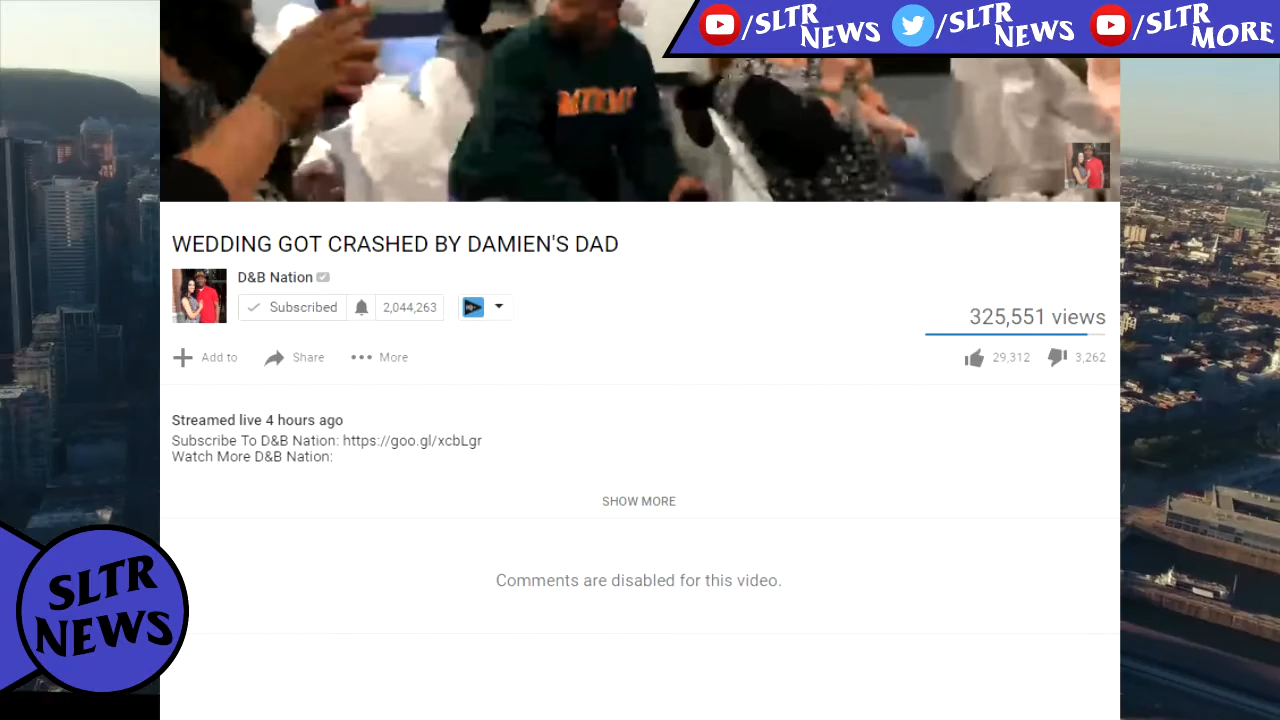 /SLTR NEWS /SLTR NEWS /SLTR MORE
WEDDING GOT CRASHED BY DAMIEN'S DAD
D&B Nation
Subscribed 2,044,263
325,551 views
Add to Share More 29,312 3,262
Streamed live 4 hours ago
Subscribe To D&B Nation: https://goo.gl/xcbLgr
Watch More D&B Nation:
SHOW MORE
Comments are disabled for this video.
SLTR
NEWS